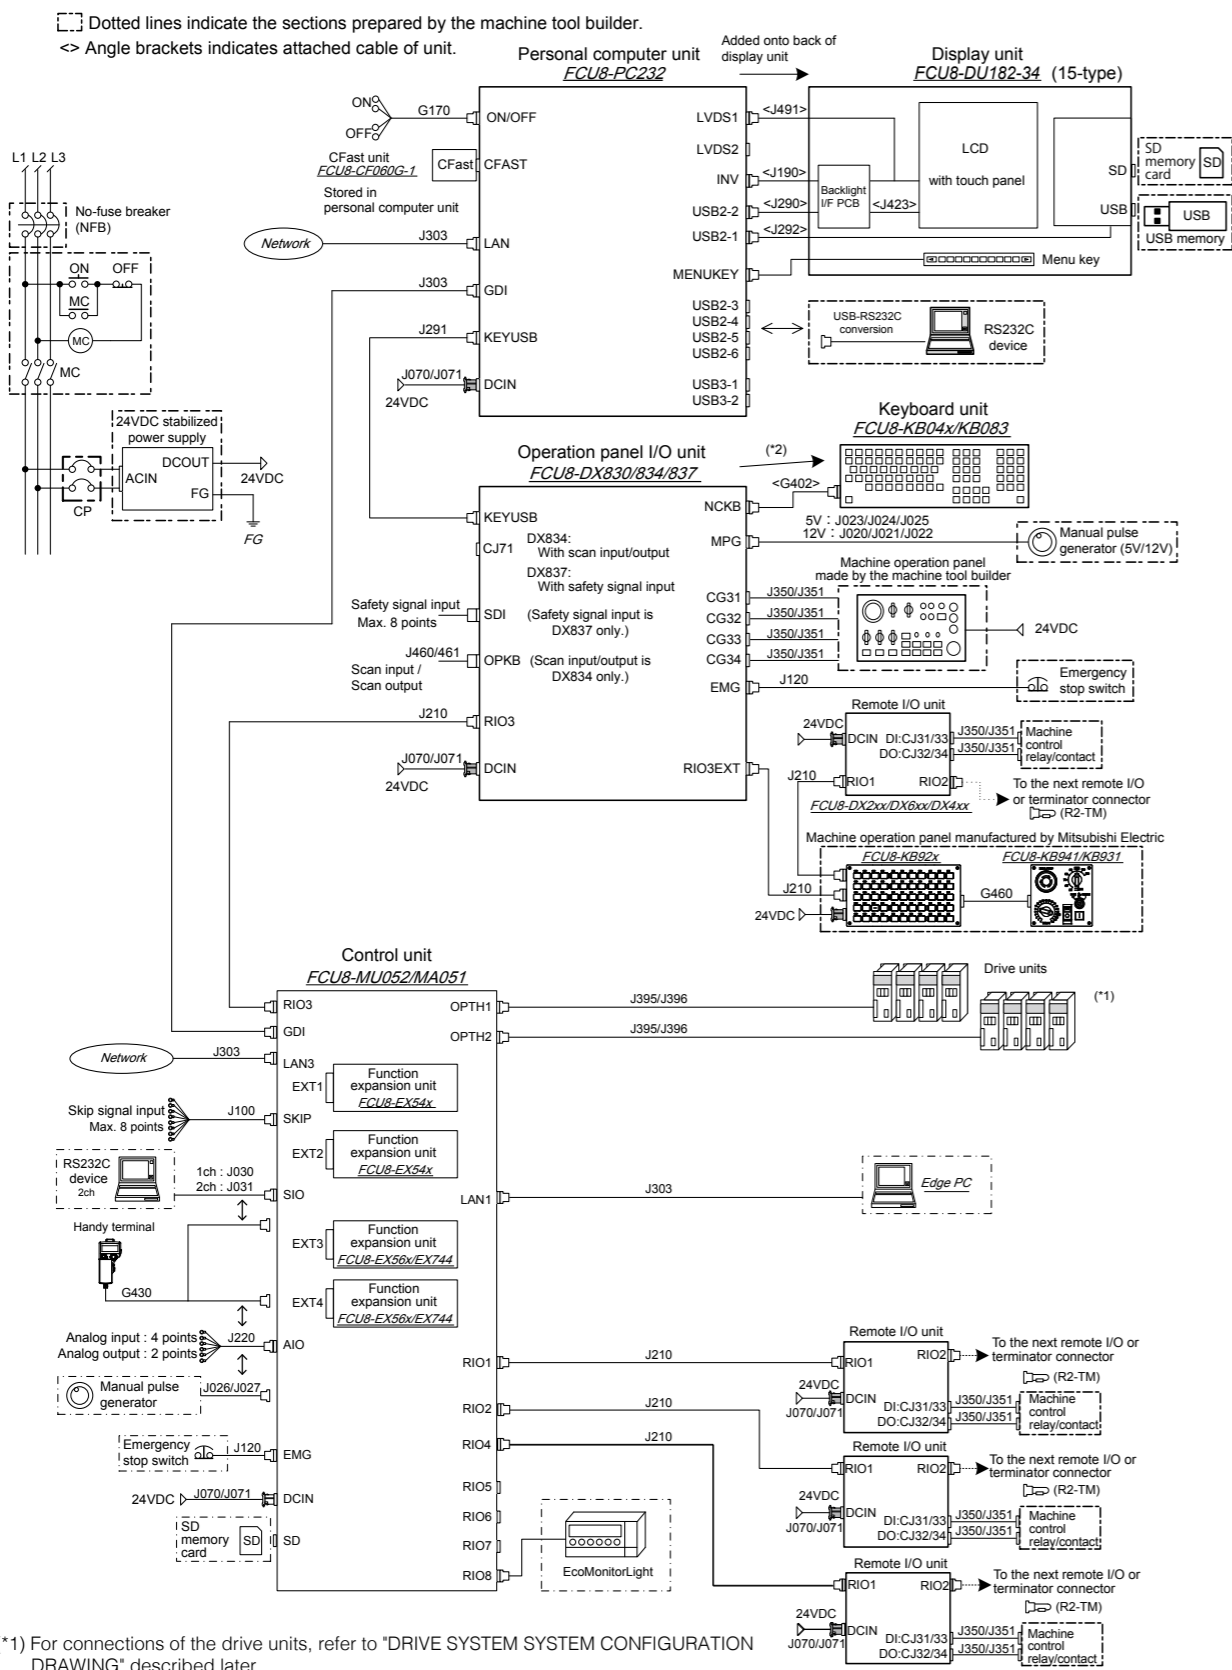 Dotted lines indicate the sections prepared by the machine tool builder.
<> Angle brackets indicates attached cable of unit.
Personal computer unit
FCU8-PC232
Added onto back of
display unit
Display unit
FCU8-DU182-34 (15-type)
ON
OFF
G170
ON/OFF
CFast unit
FCU8-CF060G-1
CFast
CFAST
Stored in
personal computer unit
Network
J303
LAN
J303
GDI
J291
KEYUSB
J070/J071
24VDC
DCIN
LVDS1
LVDS2
INV
USB2-2
USB2-1
MENUKEY
USB2-3
USB2-4
USB2-5
USB2-6
USB3-1
USB3-2
<J491>
<J190>
<J290>
<J292>
Backlight
I/F PCB
<J423>
LCD
with touch panel
Menu key
SD
USB
SD
memory
card
SD
USB
USB memory
USB-RS232C
conversion
RS232C
device
L1 L2 L3
No-fuse breaker
(NFB)
ON
OFF
MC
MC
MC
24VDC stabilized
power supply
DCOUT
ACIN
FG
24VDC
CP
FG
Operation panel I/O unit
FCU8-DX830/834/837
(*2)
Keyboard unit
FCU8-KB04x/KB083
KEYUSB
CJ71
DX834:
With scan input/output
DX837:
With safety signal input
Safety signal input
Max. 8 points
SDI
(Safety signal input is
DX837 only.)
J460/461
OPKB
(Scan input/output is
DX834 only.)
Scan input /
Scan output
J210
RIO3
J070/J071
24VDC
DCIN
NCKB
<G402>
MPG
5V : J023/J024/J025
12V : J020/J021/J022
Manual pulse
generator (5V/12V)
Machine operation panel
made by the machine tool builder
CG31
J350/J351
CG32
J350/J351
CG33
J350/J351
CG34
J350/J351
24VDC
EMG
J120
Emergency
stop switch
RIO3EXT
Remote I/O unit
24VDC
DCIN
DI:CJ31/33
DO:CJ32/34
J350/J351
J350/J351
Machine
control
relay/contact
J210
RIO1
RIO2
To the next remote I/O
or terminator connector
(R2-TM)
FCU8-DX2xx/DX6xx/DX4xx
Machine operation panel manufactured by Mitsubishi Electric
FCU8-KB92x
FCU8-KB941/KB931
J210
24VDC
G460
Control unit
FCU8-MU052/MA051
RIO3
GDI
Network
J303
LAN3
OPTH1
J395/J396
OPTH2
J395/J396
Drive units
(*1)
EXT1
Function
expansion unit
FCU8-EX54x
Skip signal input
Max. 8 points
J100
SKIP
EXT2
Function
expansion unit
FCU8-EX54x
RS232C
device
2ch
1ch : J030
2ch : J031
SIO
LAN1
J303
Edge PC
Handy terminal
EXT3
Function
expansion unit
FCU8-EX56x/EX744
G430
EXT4
Function
expansion unit
FCU8-EX56x/EX744
Analog input : 4 points
Analog output : 2 points
J220
AIO
Manual pulse
generator
J026/J027
Emergency
stop switch
J120
EMG
24VDC
J070/J071
DCIN
SD
memory
card
SD
SD
RIO1
J210
RIO2
J210
RIO4
J210
RIO5
RIO6
RIO7
RIO8
EcoMonitorLight
Remote I/O unit
RIO1
RIO2
To the next remote I/O or
terminator connector
(R2-TM)
24VDC
J070/J071
DCIN
DI:CJ31/33
DO:CJ32/34
J350/J351
J350/J351
Machine
control
relay/contact
Remote I/O unit
RIO1
RIO2
To the next remote I/O or
terminator connector
(R2-TM)
24VDC
J070/J071
DCIN
DI:CJ31/33
DO:CJ32/34
J350/J351
J350/J351
Machine
control
relay/contact
Remote I/O unit
RIO1
RIO2
To the next remote I/O or
terminator connector
(R2-TM)
24VDC
J070/J071
DCIN
DI:CJ31/33
DO:CJ32/34
J350/J351
J350/J351
Machine
control
relay/contact
*1) For connections of the drive units, refer to "DRIVE SYSTEM SYSTEM CONFIGURATION
DRAWING" described later